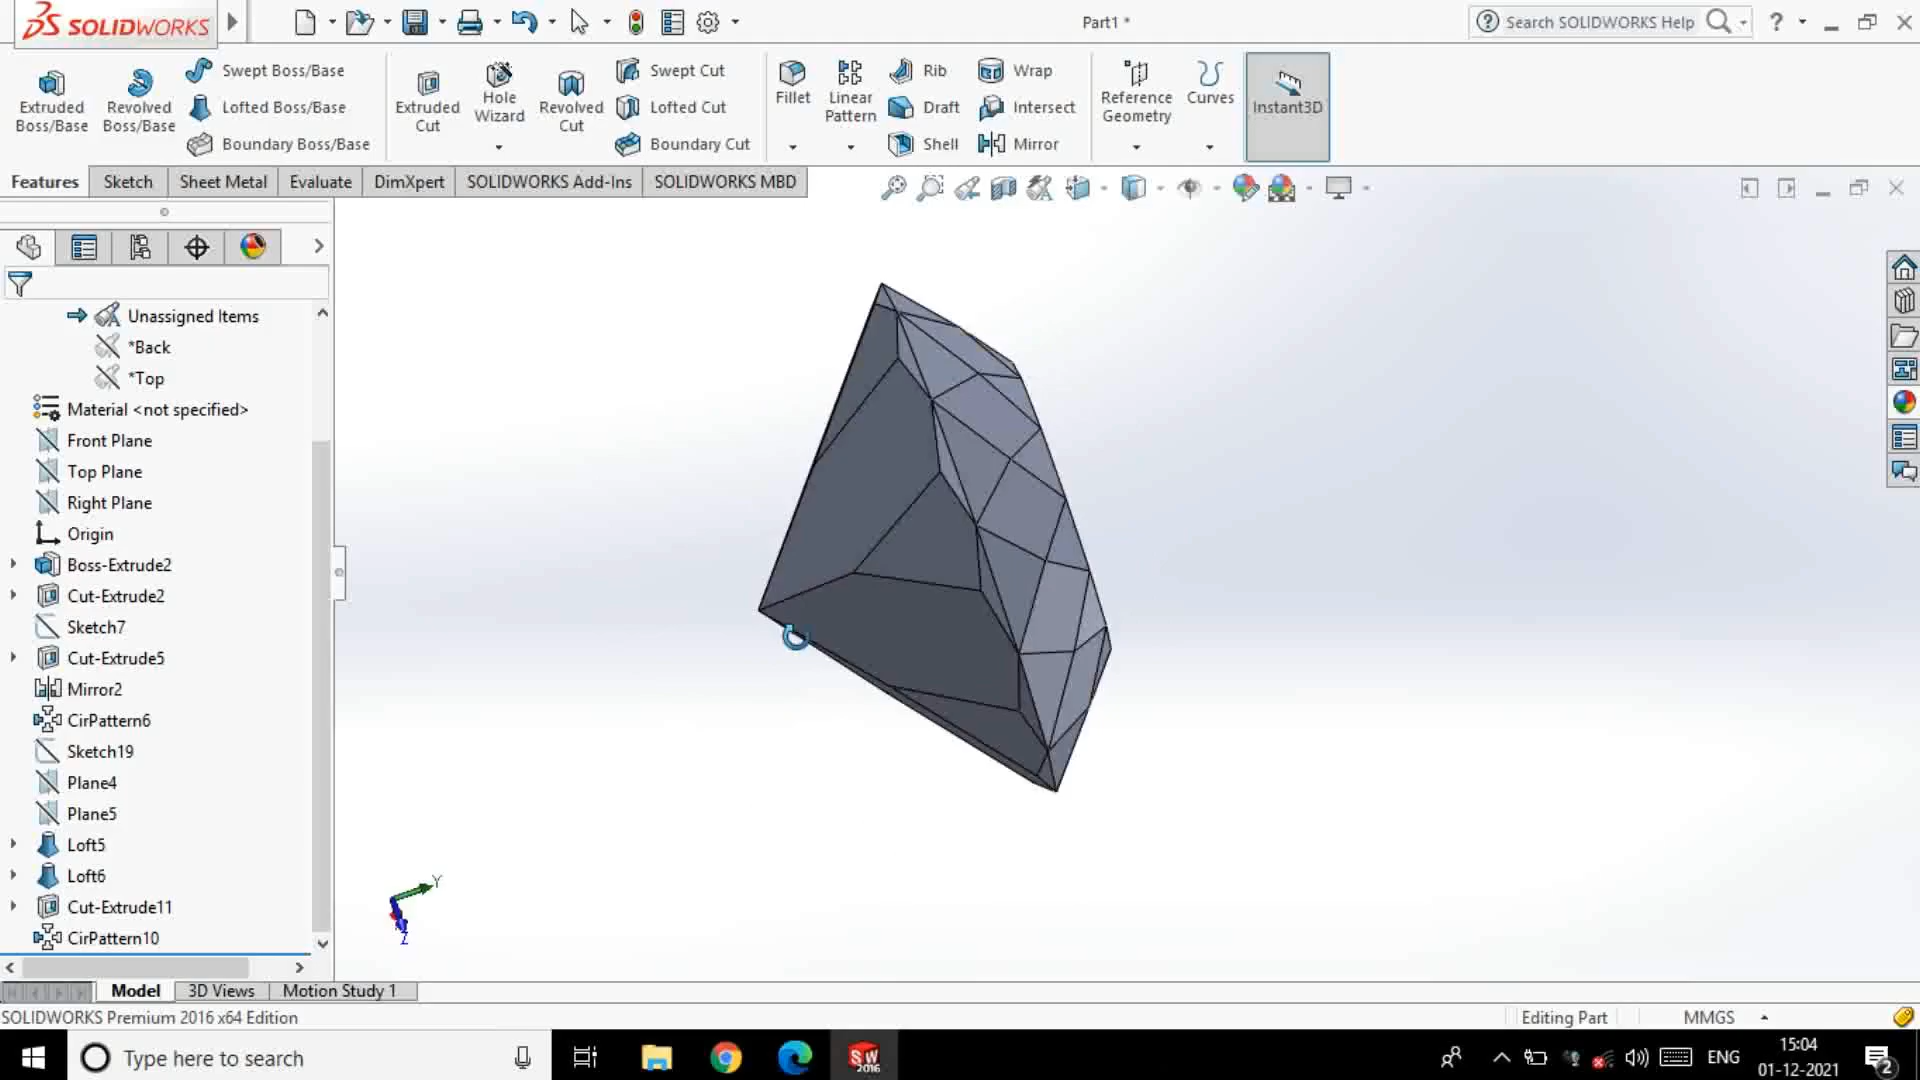 SOLIDWORKS
Part1 *
Search SOLIDWORKS Help
Extruded Boss/Base
Revolved Boss/Base
Swept Boss/Base
Lofted Boss/Base
Boundary Boss/Base
Extruded Cut
Hole Wizard
Revolved Cut
Swept Cut
Lofted Cut
Boundary Cut
Fillet
Linear Pattern
Rib
Draft
Shell
Wrap
Intersect
Mirror
Reference Geometry
Curves
Instant3D
Features
Sketch
Sheet Metal
Evaluate
DimXpert
SOLIDWORKS Add-Ins
SOLIDWORKS MBD
Unassigned Items
*Back
*Top
Material <not specified>
Front Plane
Top Plane
Right Plane
Origin
Boss-Extrude2
Cut-Extrude2
Sketch7
Cut-Extrude5
Mirror2
CirPattern6
Sketch19
Plane4
Plane5
Loft5
Loft6
Cut-Extrude11
CirPattern10
Y
Z
Model
3D Views
Motion Study 1
SOLIDWORKS Premium 2016 x64 Edition
Editing Part
MMGS
Type here to search
SW
2016
ENG
15:04
01-12-2021
2